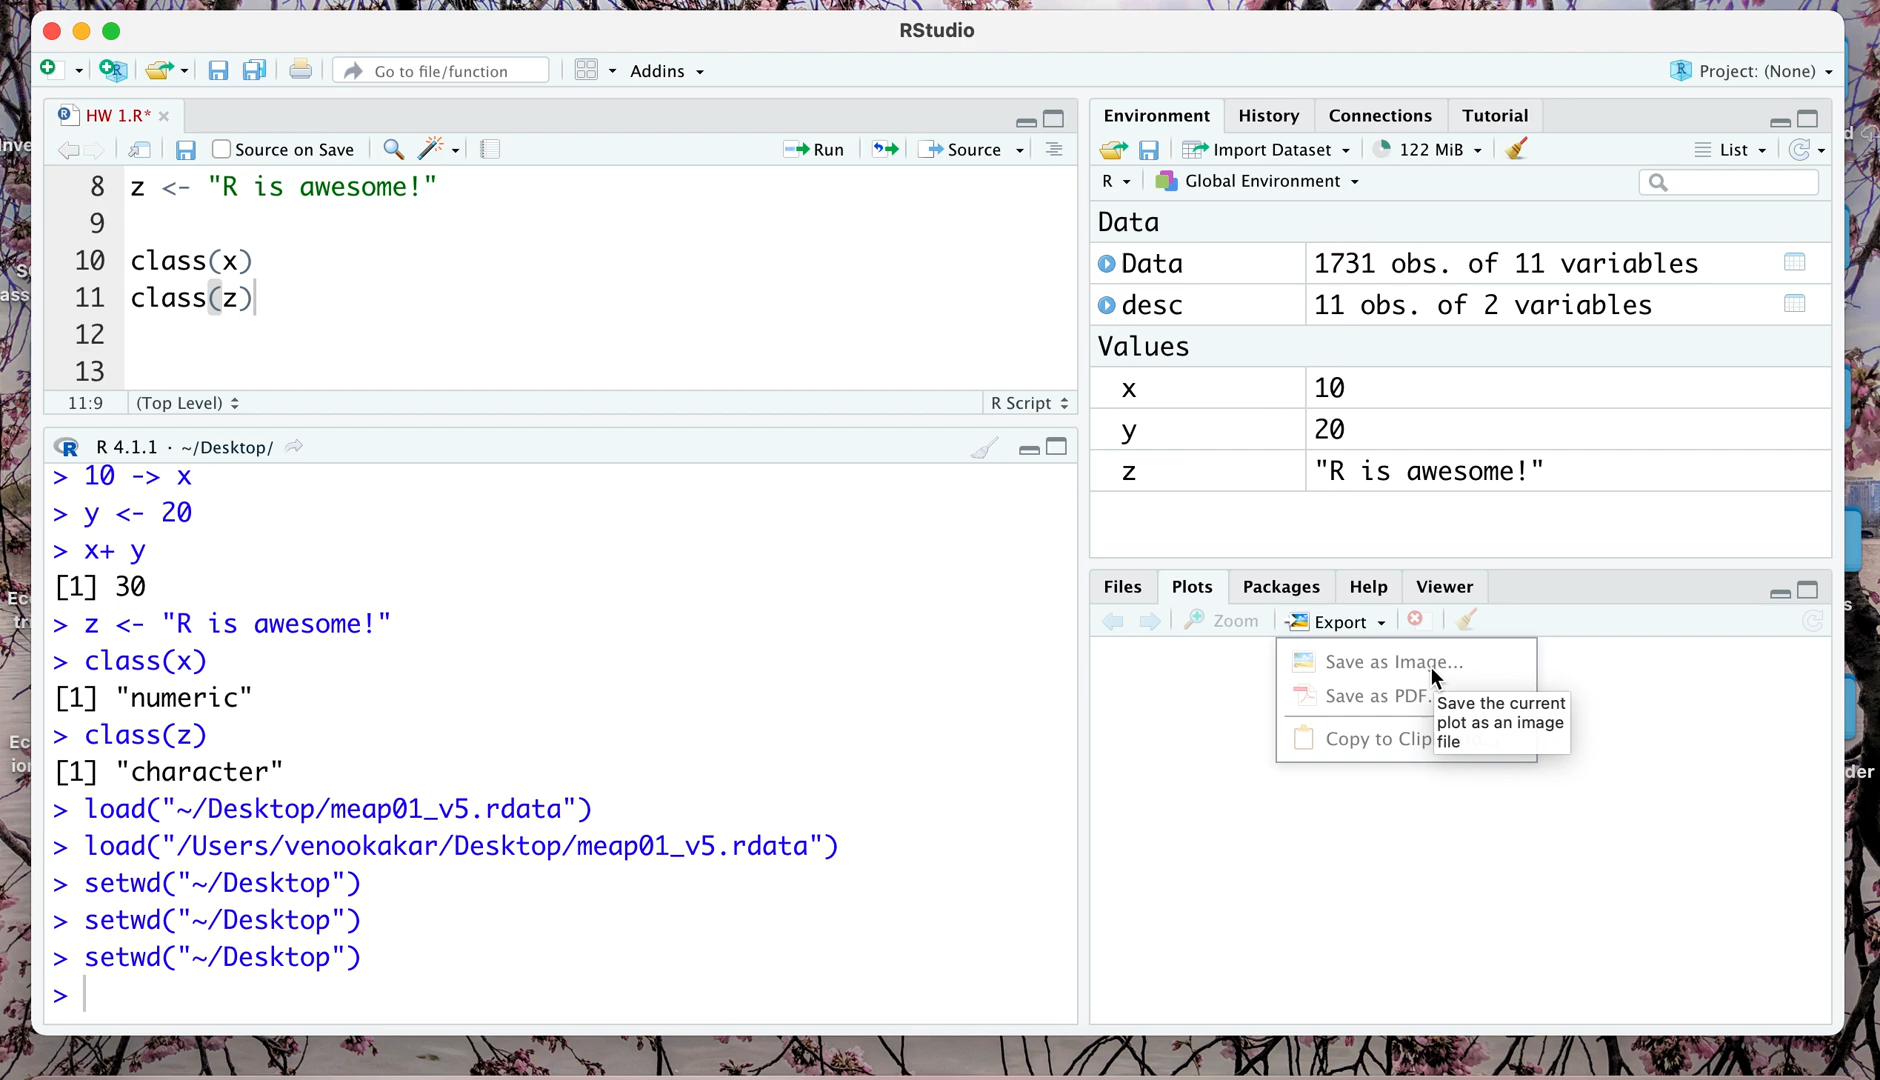 RStudio
Go to file/function
Addins
Project: (None)
HW 1.R*
Source on Save
Run
Source
8 z <- "R is awesome!"
9
10 class(x)
11 class(z)
12
13
11:9 (Top Level) R Script
R 4.1.1 · ~/Desktop/
> 10 -> x
> y <- 20
> x+ y
[1] 30
> z <- "R is awesome!"
> class(x)
[1] "numeric"
> class(z)
[1] "character"
> load("~/Desktop/meap01_v5.rdata")
> load("/Users/venookakar/Desktop/meap01_v5.rdata")
> setwd("~/Desktop")
> setwd("~/Desktop")
> setwd("~/Desktop")
>
Environment History Connections Tutorial
Import Dataset 122 MiB List
R Global Environment
Data
Data 1731 obs. of 11 variables
desc 11 obs. of 2 variables
Values
x 10
y 20
z "R is awesome!"
Files Plots Packages Help Viewer
Zoom Export
Save as Image...
Save as PDF.
Copy to Clip
Save the current
plot as an image
file